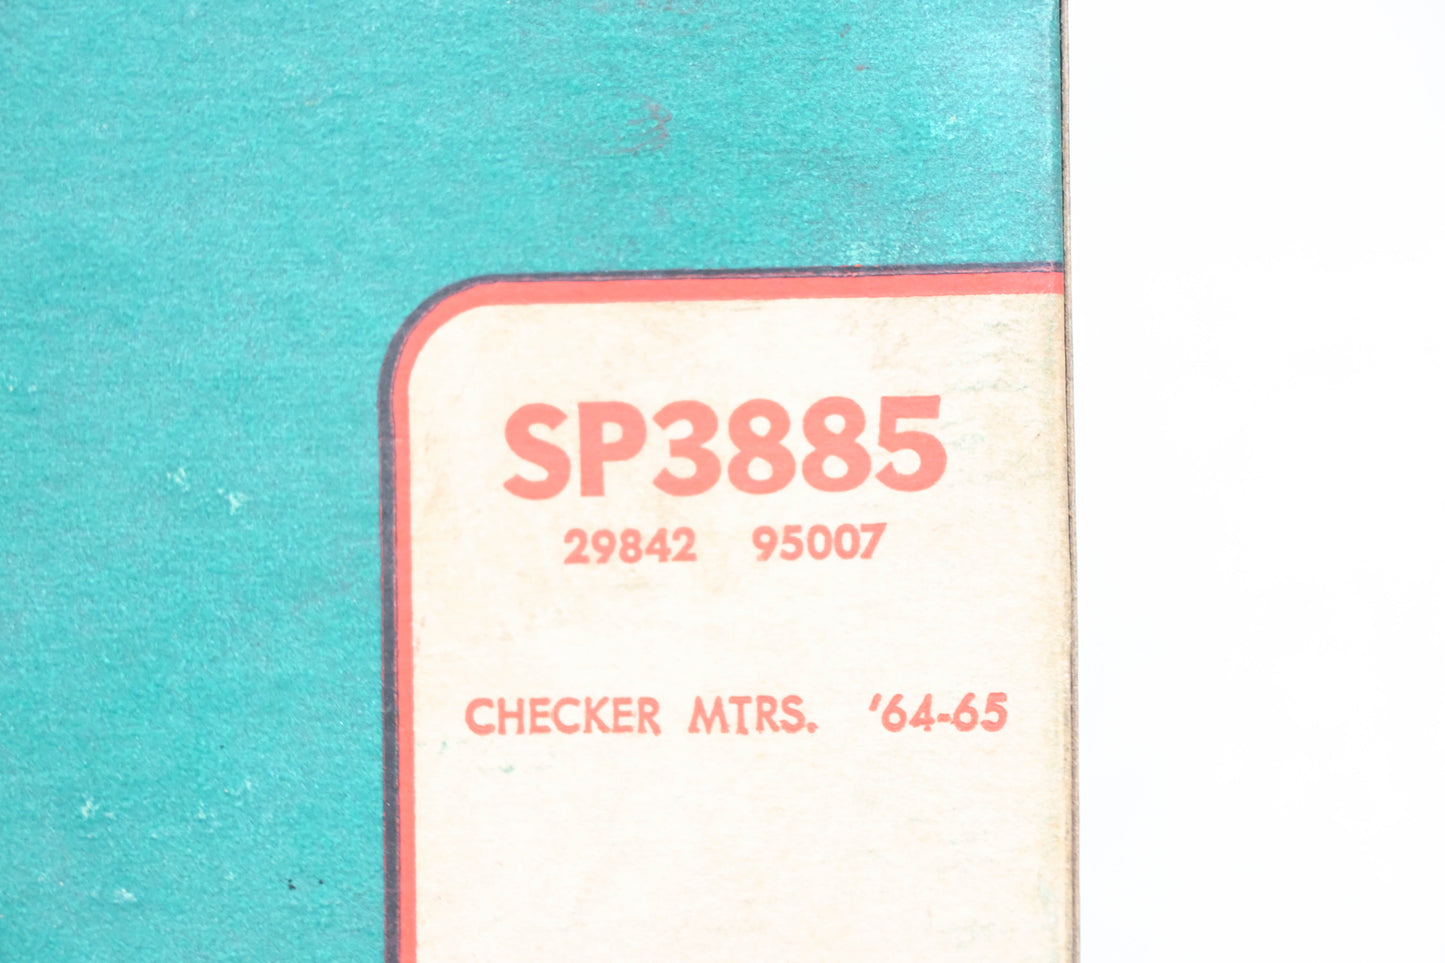 SP3885
29842 95007
CHECKER MTRS. '64-65